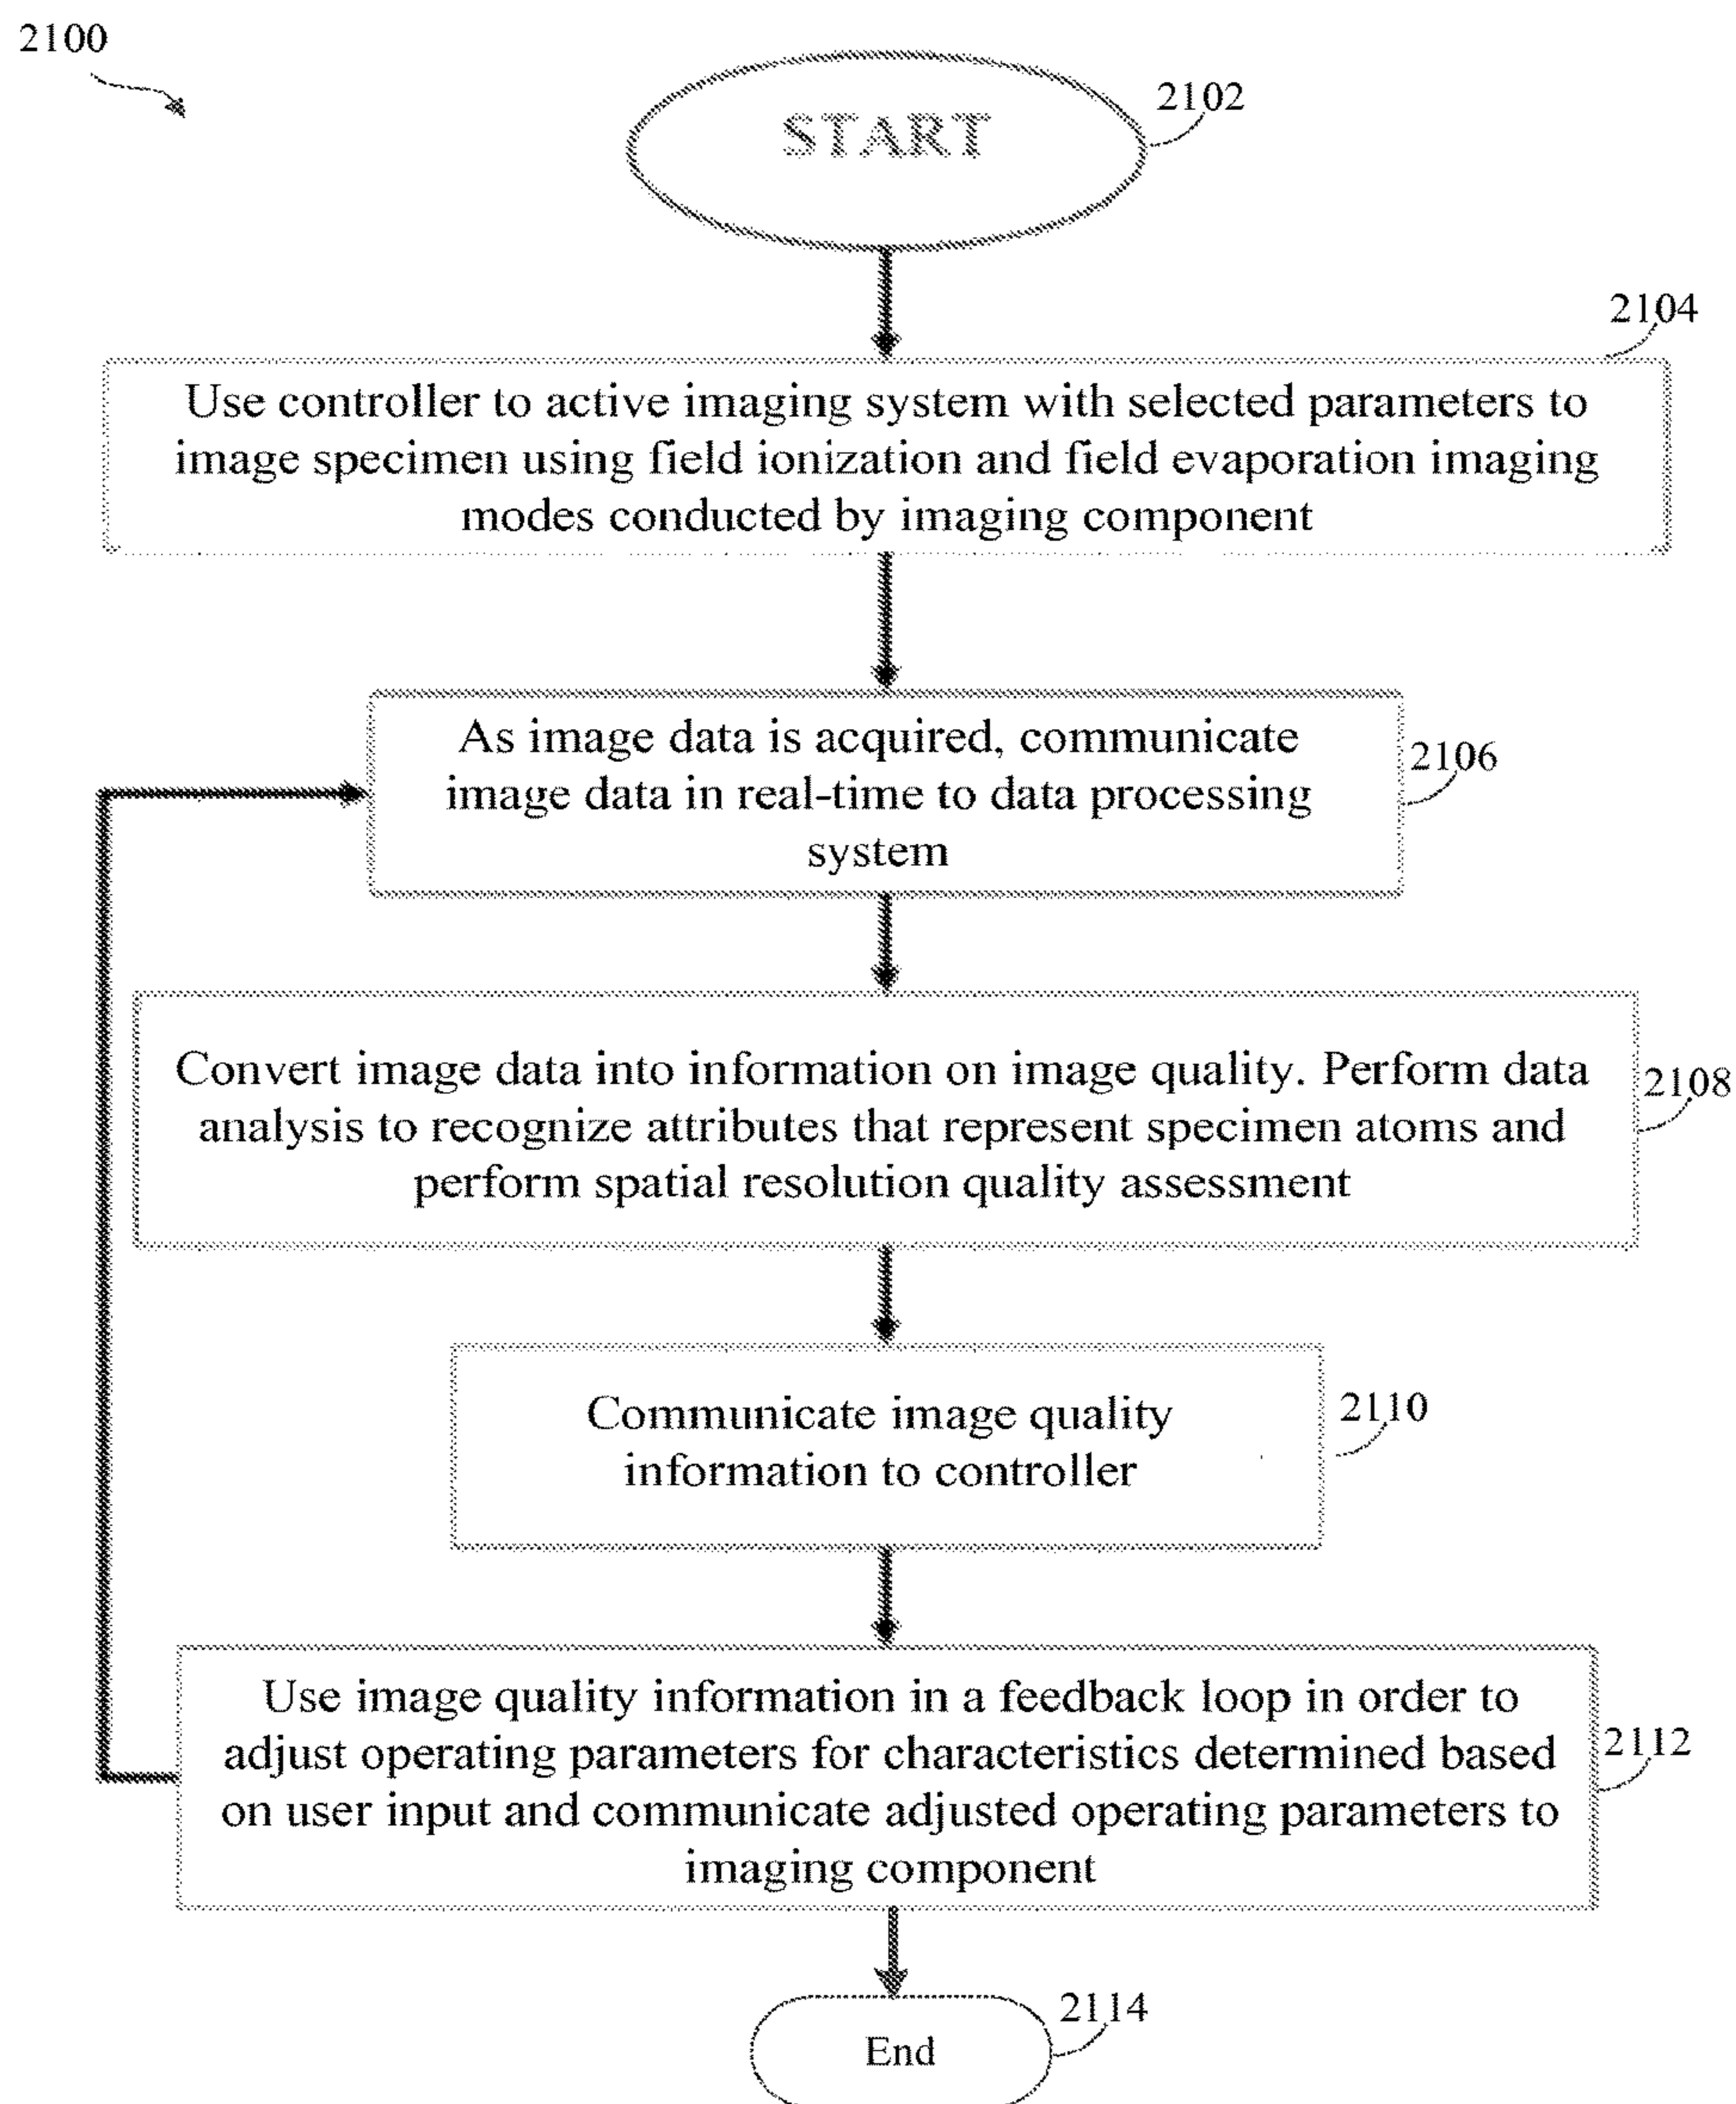 2100
START
2102
2104
Use controller to active imaging system with selected parameters to
image specimen using field ionization and field evaporation imaging
modes conducted by imaging component
As image data is acquired, communicate
image data in real-time to data processing
system
2106
Convert image data into information on image quality. Perform data
analysis to recognize attributes that represent specimen atoms and
perform spatial resolution quality assessment
2108
Communicate image quality
information to controller
2110
Use image quality information in a feedback loop in order to
adjust operating parameters for characteristics determined based
on user input and communicate adjusted operating parameters to
imaging component
2112
End
2114